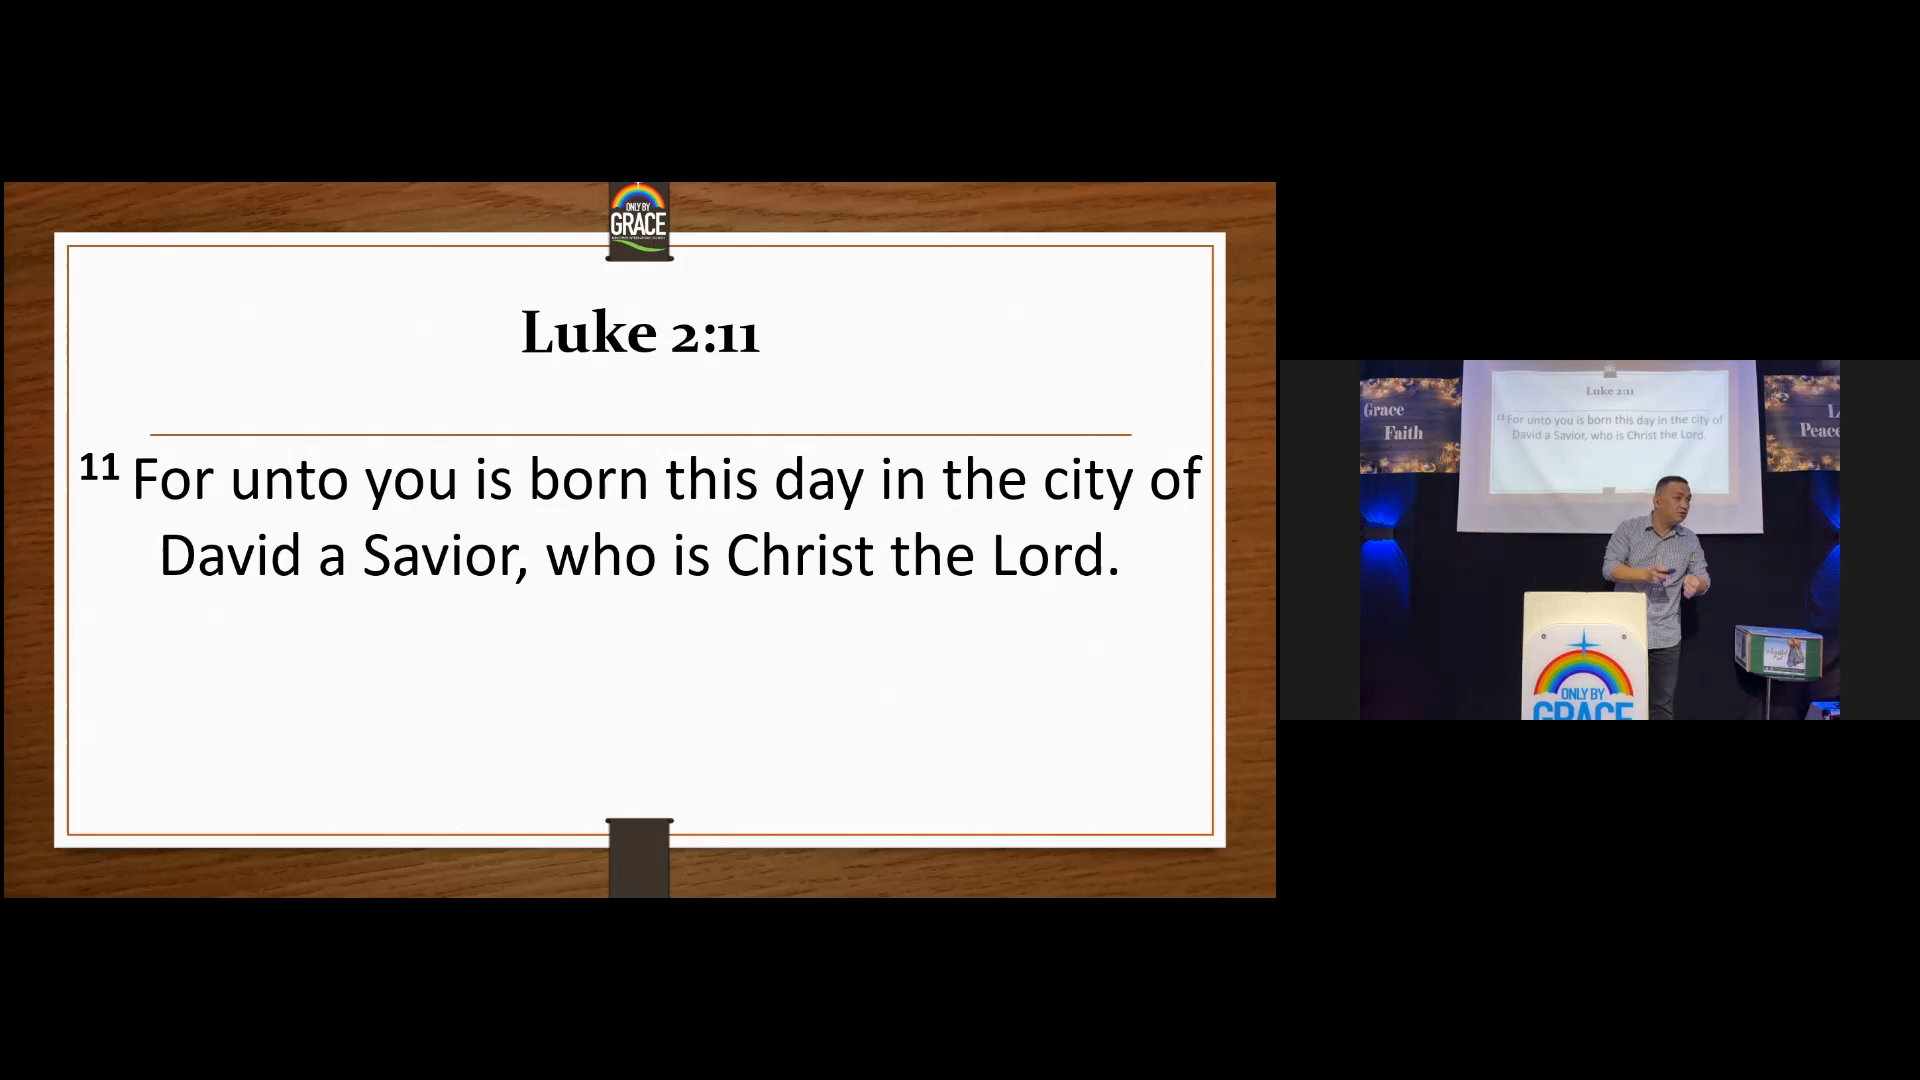 ONLY BY
GRACE
Luke 2:11
11 For unto you is born this day in the city of
David a Savior, who is Christ the Lord.
Grace
Faith
Luke 2:11
11 For unto you is born this day in the city of
David a Savior, who is Christ the Lord.
Peace
ONLY BY
GRACE